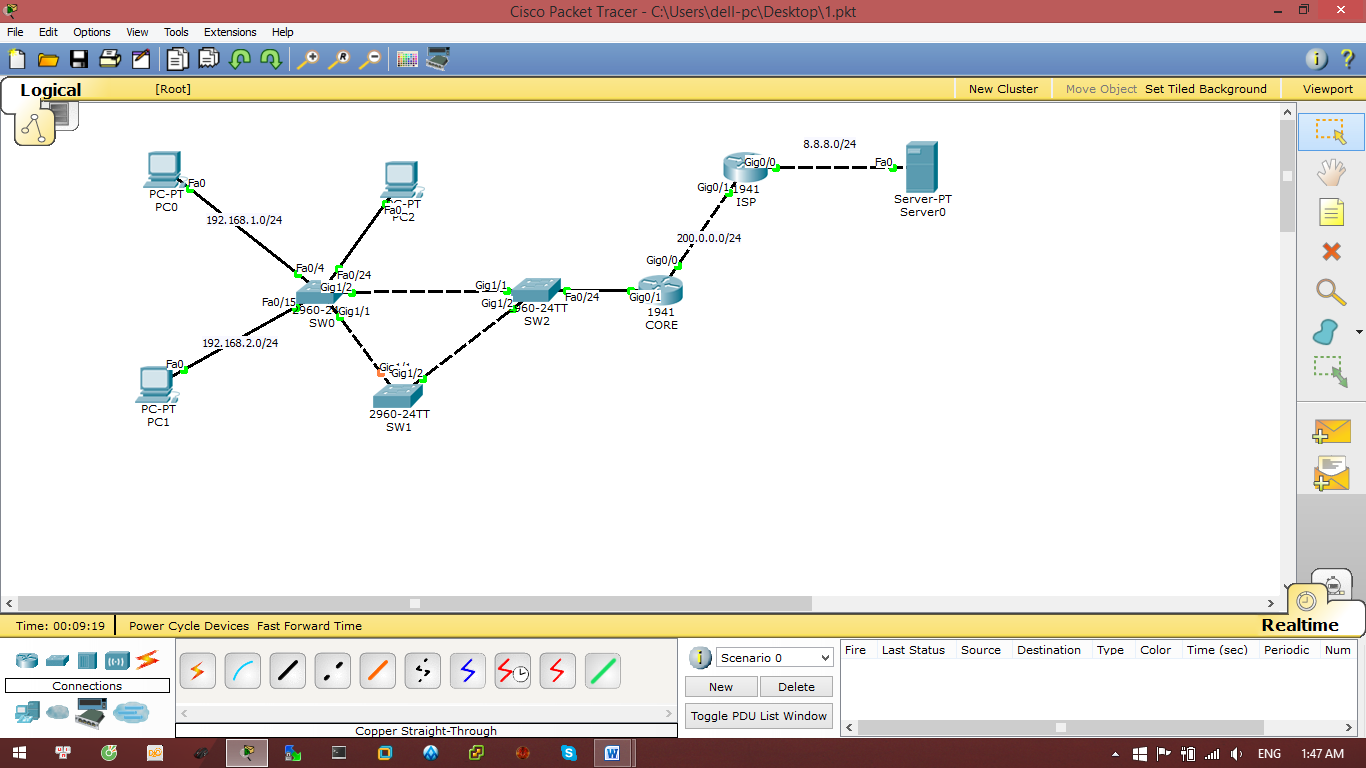 Cisco Packet Tracer - C:\Users\dell-pc\Desktop\1.pkt
File Edit Options View Tools Extensions Help
Logical [Root] New Cluster Move Object Set Tiled Background Viewport
8.8.8.0/24
Gig0/0 Fa0
Fa0
PC-PT
PC0
Gig0/1
1941
ISP
Server-PT
Server0
Fa0
PC-PT
PC2
192.168.1.0/24
200.0.0.0/24
Gig0/0
Fa0/4
Fa0/24
Gig1/2
Gig1/1
Fa0/15
Gig1/1
SW0
Gig1/2
Fa0/24
SW2
Gig0/1
1941
CORE
192.168.2.0/24
Fa0
PC-PT
PC1
Gig1/2
2960-24TT
SW1
Time: 00:09:19 Power Cycle Devices Fast Forward Time
Realtime
Connections
Copper Straight-Through
Scenario 0
New Delete
Toggle PDU List Window
Fire Last Status Source Destination Type Color Time (sec) Periodic Num
ENG 1:47 AM